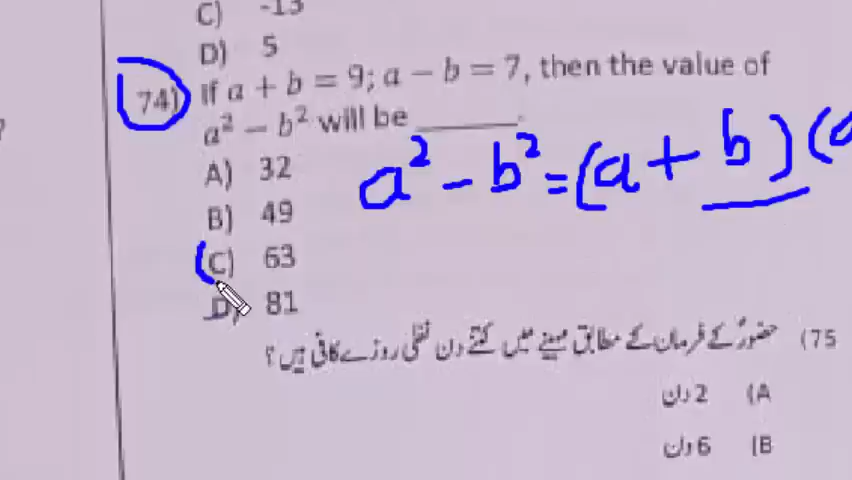 C) -13
D) 5
74) If a + b = 9; a − b = 7, then the value of
a² − b² will be ______.
a² − b² = (a + b) (a
A) 32
B) 49
C) 63
D) 81
75) حضورؐ کے فرمان کے مطابق مہینے میں کتنے دن نفلی روزے کافی ہیں؟
A) 2 دن
B) 6 دن